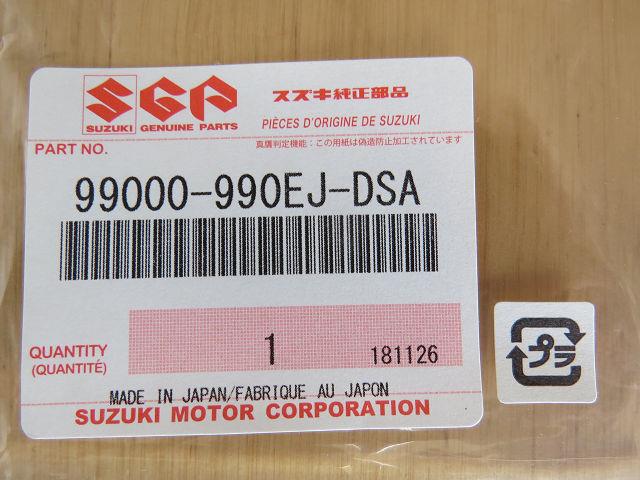 SGP
SUZUKI GENUINE PARTS
スズキ純正部品
PIÈCES D'ORIGINE DE SUZUKI
PART NO.
真贋判定機能：この用紙は偽造防止加工されています
99000-990EJ-DSA
QUANTITY
(QUANTITÉ)
1
181126
MADE IN JAPAN/FABRIQUE AU JAPON
SUZUKI MOTOR CORPORATION
プラ